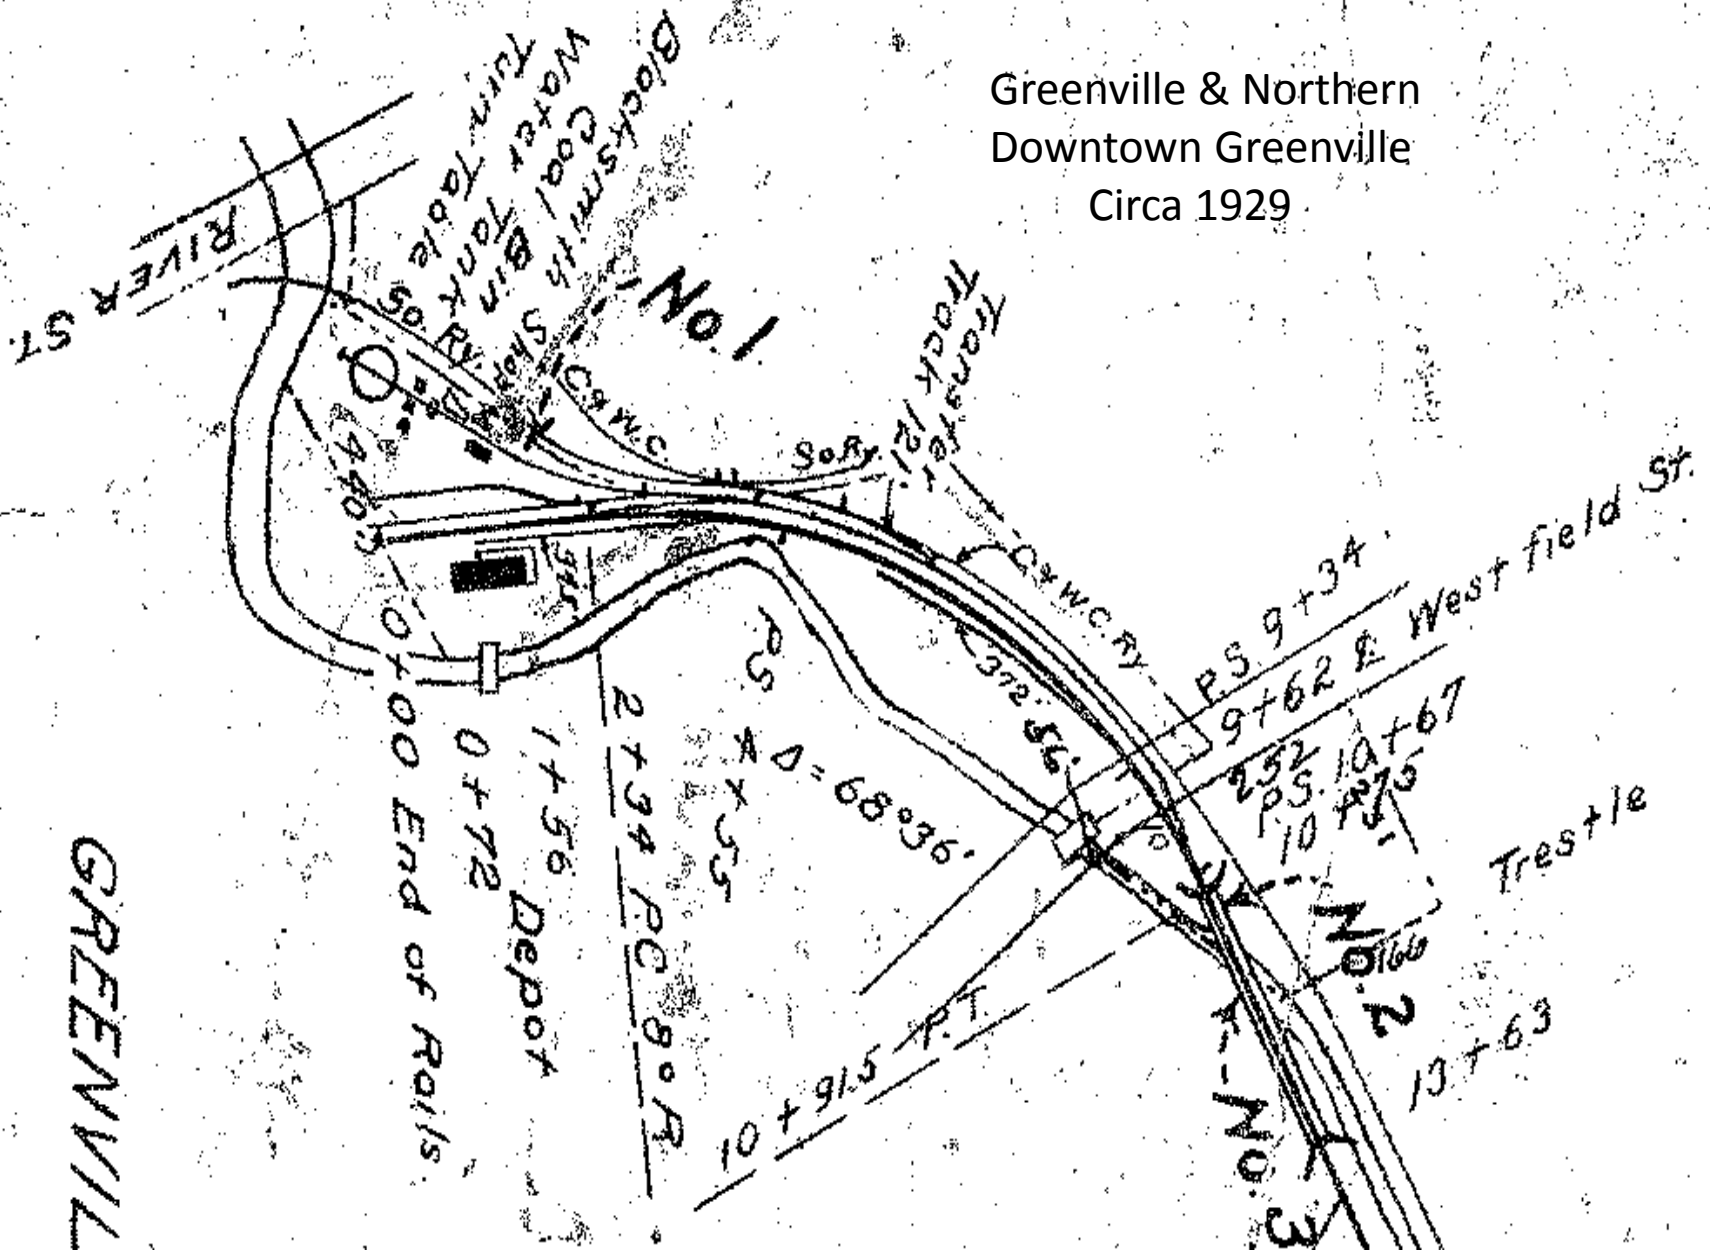 Greenville & Northern
Downtown Greenville
Circa 1929
Blacksmith Shop
Coal Bin
Water Tank
Turn Table
RIVER ST.
So. Ry.
No. 1.
C. & W. C.
So. Ry.
Transfer
Track 121.
440.
345'
C. & W. C. Ry
372.
56.
P.S. 9+34.
9+62 ⅊ Westfield St.
252
P.S. 10+67
10
Trestle
No. 2
166
13+63
No. 3
P.T.
10+91.5
P.S
Δ = 68°36.
2+34 P.C 8° R
1+56 Depot
0+72
0+00 End of Rails.
GREENVIL